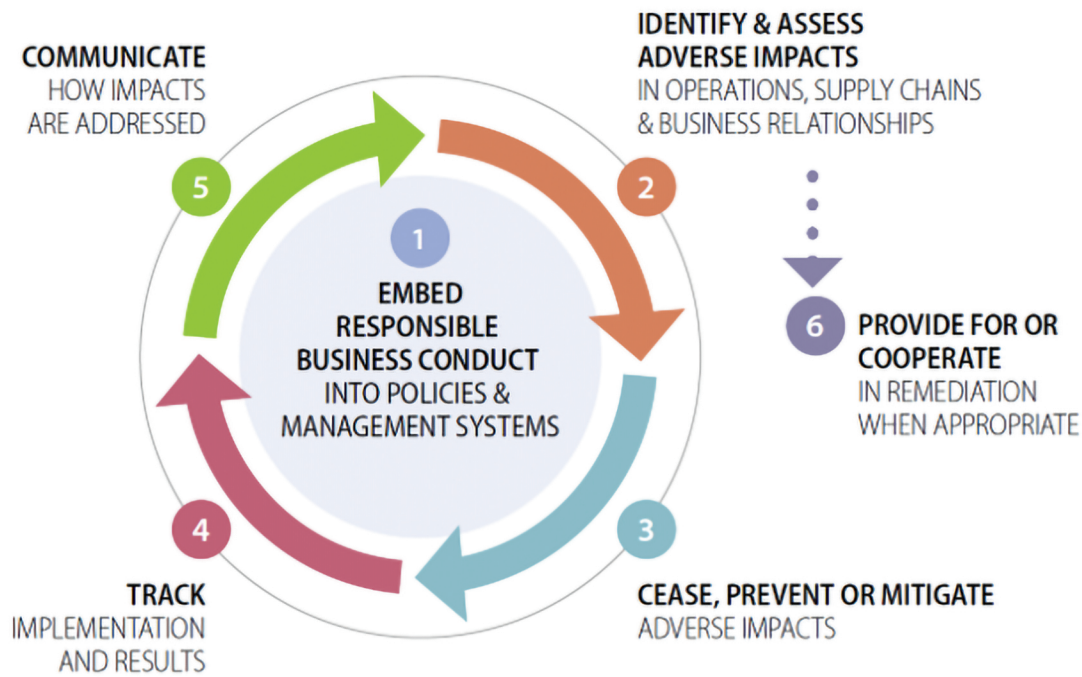 COMMUNICATE
HOW IMPACTS
ARE ADDRESSED
5
IDENTIFY & ASSESS
ADVERSE IMPACTS
IN OPERATIONS, SUPPLY CHAINS
& BUSINESS RELATIONSHIPS
2
1
EMBED
RESPONSIBLE
BUSINESS CONDUCT
INTO POLICIES &
MANAGEMENT SYSTEMS
6
PROVIDE FOR OR
COOPERATE
IN REMEDIATION
WHEN APPROPRIATE
4
TRACK
IMPLEMENTATION
AND RESULTS
3
CEASE, PREVENT OR MITIGATE
ADVERSE IMPACTS